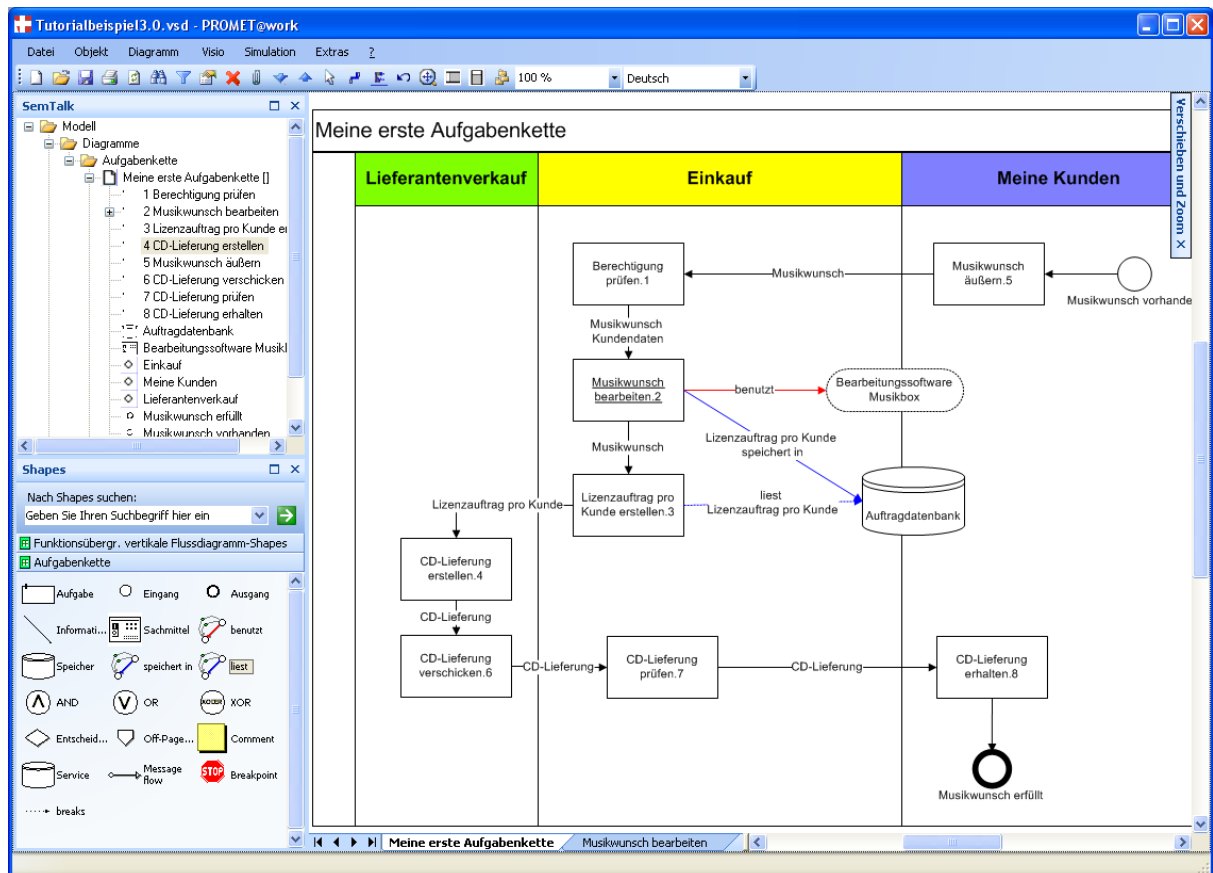 Tutorialbeispiel3.0.vsd - PROMET@work
Datei Objekt Diagramm Visio Simulation Extras ?
100 % Deutsch
SemTalk
Modell
Diagramme
Aufgabenkette
Meine erste Aufgabenkette []
1 Berechtigung prüfen
2 Musikwunsch bearbeiten
3 Lizenzauftrag pro Kunde er
4 CD-Lieferung erstellen
5 Musikwunsch äußern
6 CD-Lieferung verschicken
7 CD-Lieferung prüfen
8 CD-Lieferung erhalten
Auftragdatenbank
Bearbeitungssoftware Musikl
Einkauf
Meine Kunden
Lieferantenverkauf
Musikwunsch erfüllt
Musikwunsch vorhanden
Shapes
Nach Shapes suchen:
Geben Sie Ihren Suchbegriff hier ein
Funktionsübergr. vertikale Flussdiagramm-Shapes
Aufgabenkette
Aufgabe Eingang Ausgang
Informati... Sachmittel benutzt
Speicher speichert in liest
AND OR XOR
Entscheid... Off-Page... Comment
Service Message flow STOP Breakpoint
breaks
Meine erste Aufgabenkette
Lieferantenverkauf Einkauf Meine Kunden
Verschieben und Zoom X
Berechtigung
prüfen.1
Musikwunsch
Musikwunsch
äußern.5
Musikwunsch vorhande
Musikwunsch
Kundendaten
Musikwunsch
bearbeiten.2
benutzt
Bearbeitungssoftware
Musikbox
Lizenzauftrag pro Kunde
speichert in
Musikwunsch
Lizenzauftrag pro Kunde
Lizenzauftrag pro
Kunde erstellen.3
liest
Lizenzauftrag pro Kunde
Auftragdatenbank
CD-Lieferung
erstellen.4
CD-Lieferung
CD-Lieferung
verschicken.6
CD-Lieferung
CD-Lieferung
prüfen.7
CD-Lieferung
CD-Lieferung
erhalten.8
Musikwunsch erfüllt
Meine erste Aufgabenkette Musikwunsch bearbeiten